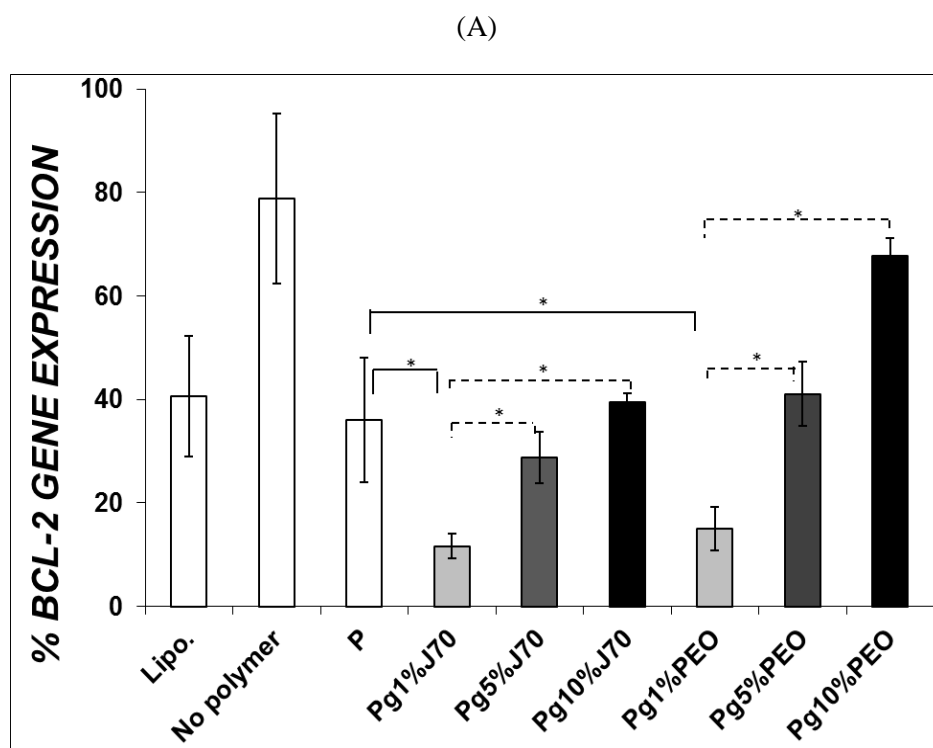 (A)
% BCL-2 GENE EXPRESSION
100
80
60
40
20
0
*
*
*
*
*
*
Lipo.
No polymer
P
Pg1%J70
Pg5%J70
Pg10%J70
Pg1%PEO
Pg5%PEO
Pg10%PEO